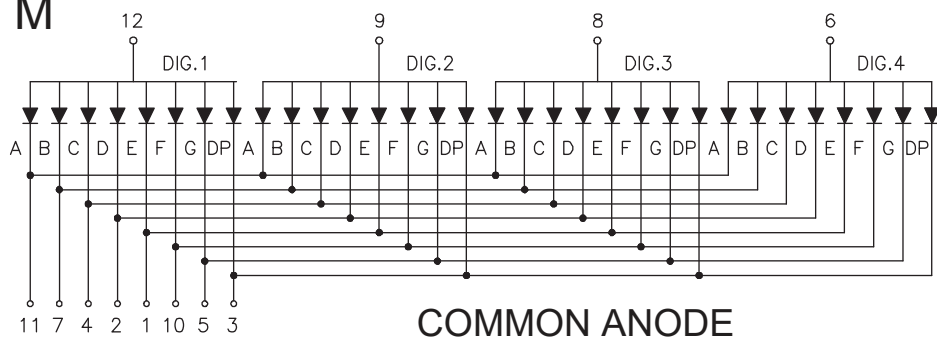 M
12 9 8 6
DIG.1 DIG.2 DIG.3 DIG.4
A B C D E F G DP A B C D E F G DP A B C D E F G DP A B C D E F G DP
11 7 4 2 1 10 5 3
COMMON ANODE